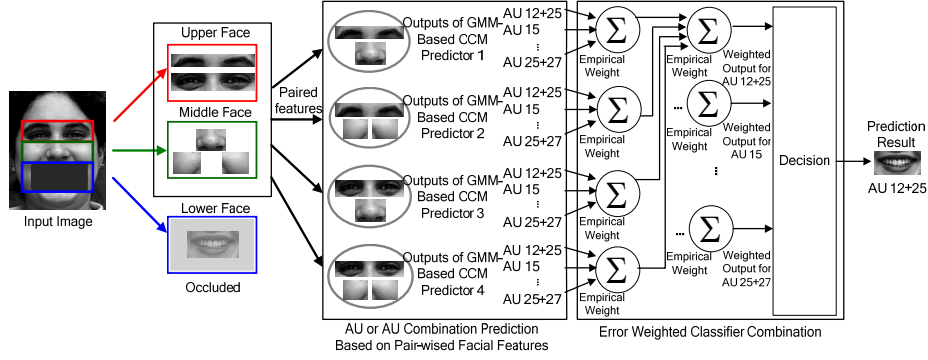 Input Image
Upper Face
Middle Face
Lower Face
Occluded
Paired
features
Outputs of GMM-
Based CCM
Predictor 1
AU 12+25
AU 15
⋮
AU 25+27
Outputs of GMM-
Based CCM
Predictor 2
AU 12+25
AU 15
⋮
AU 25+27
Outputs of GMM-
Based CCM
Predictor 3
AU 12+25
AU 15
⋮
AU 25+27
Outputs of GMM-
Based CCM
Predictor 4
AU 12+25
AU 15
⋮
AU 25+27
AU or AU Combination Prediction
Based on Pair-wised Facial Features
Σ
Empirical
Weight
Σ
Empirical
Weight
Σ
Empirical
Weight
Σ
Empirical
Weight
Σ
Empirical
Weight
Weighted
Output for
AU 12+25
... Σ
Empirical
Weight
Weighted
Output for
AU 15
⋮
... Σ
Empirical
Weight
Weighted
Output for
AU 25+27
Decision
Error Weighted Classifier Combination
Prediction
Result
AU 12+25